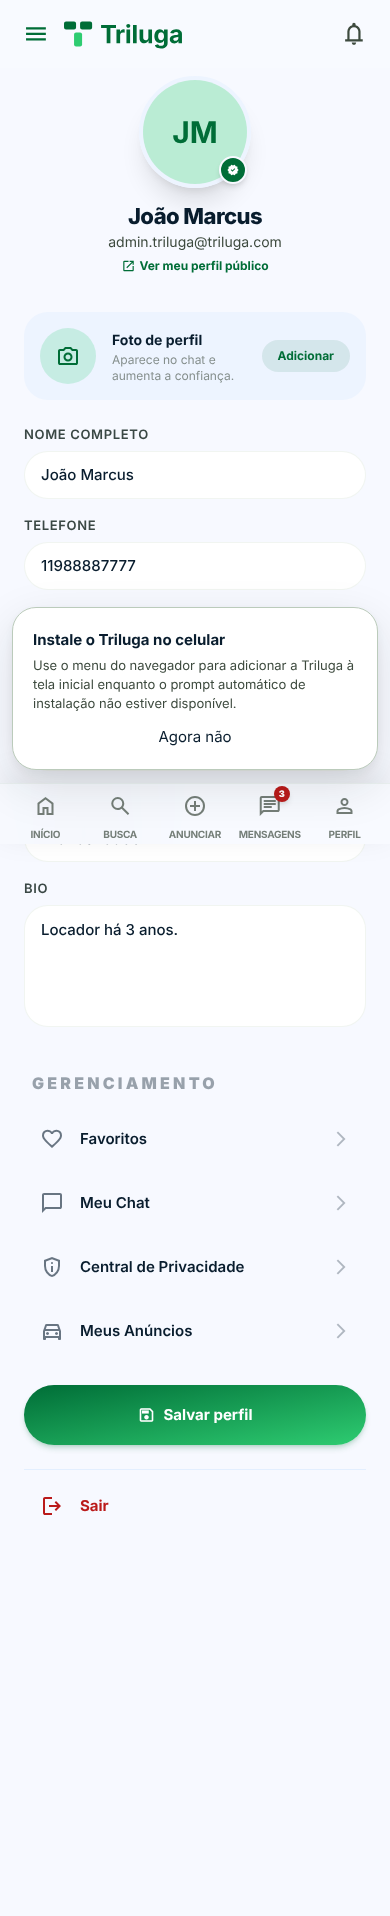 Triluga
JM
João Marcus
admin.triluga@triluga.com
Ver meu perfil público
Foto de perfil
Aparece no chat e
aumenta a confiança.
Adicionar
NOME COMPLETO
João Marcus
TELEFONE
11988887777
Instale o Triluga no celular
Use o menu do navegador para adicionar a Triluga à
tela inicial enquanto o prompt automático de
instalação não estiver disponível.
Agora não
3
INÍCIO
BUSCA
ANUNCIAR
MENSAGENS
PERFIL
BIO
Locador há 3 anos.
GERENCIAMENTO
Favoritos
Meu Chat
Central de Privacidade
Meus Anúncios
Salvar perfil
Sair